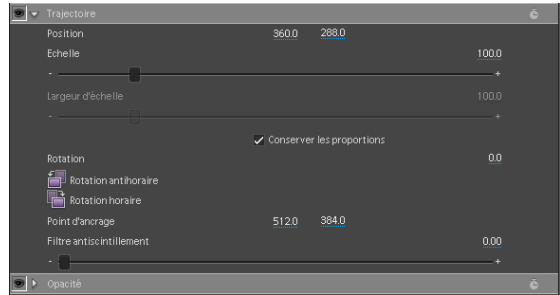 Trajectoire
Position 360.0 288.0
Echelle 100.0
- +
Largeur d'échelle 100.0
- +
Conserver les proportions
Rotation 0.0
Rotation antihoraire
Rotation horaire
Point d'ancrage 512.0 384.0
Filtre antiscintillement 0.00
- +
Opacité